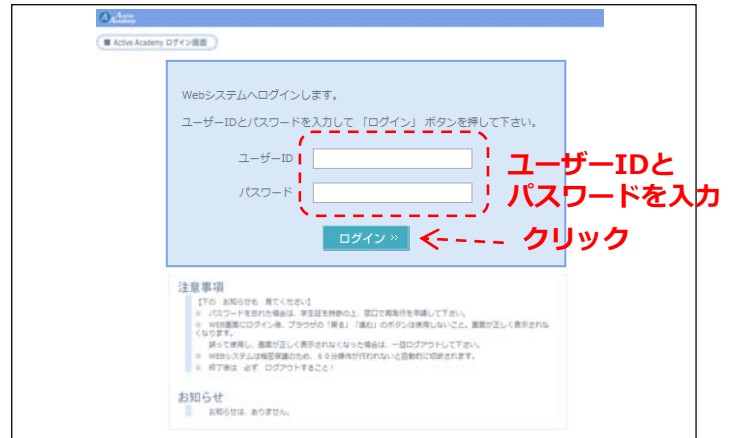 Active Academy
■ Active Academy ログイン画面
Webシステムへログインします。
ユーザーIDとパスワードを入力して 「ログイン」 ボタンを押して下さい。
ユーザーID
パスワード
ユーザーIDと
パスワードを入力
ログイン »
クリック
注意事項
【下の お知らせも 見てください】
※ パスワードを忘れた場合は、学生証を持参の上、窓口で再発行を申請して下さい。
※ WEB画面にログイン後、ブラウザの「戻る」「進む」のボタンは使用しないこと。画面が正しく表示されな
くなります。
誤って使用し、画面が正しく表示されなくなった場合は、一旦ログアウトして下さい。
※ WEBシステムは機密保護のため、60分操作が行われないと自動的に切断されます。
※ 終了後は 必ず ログアウトすること！
お知らせ
お知らせは、ありません。